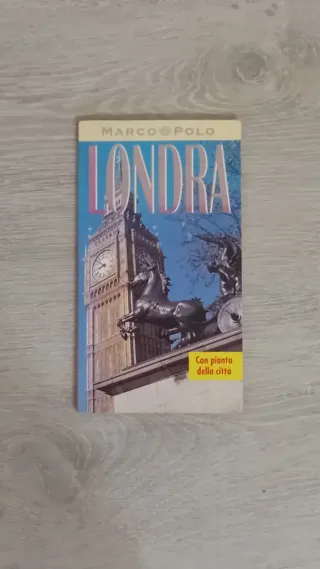 MARCO POLO
LONDRA
Con pianta
della città